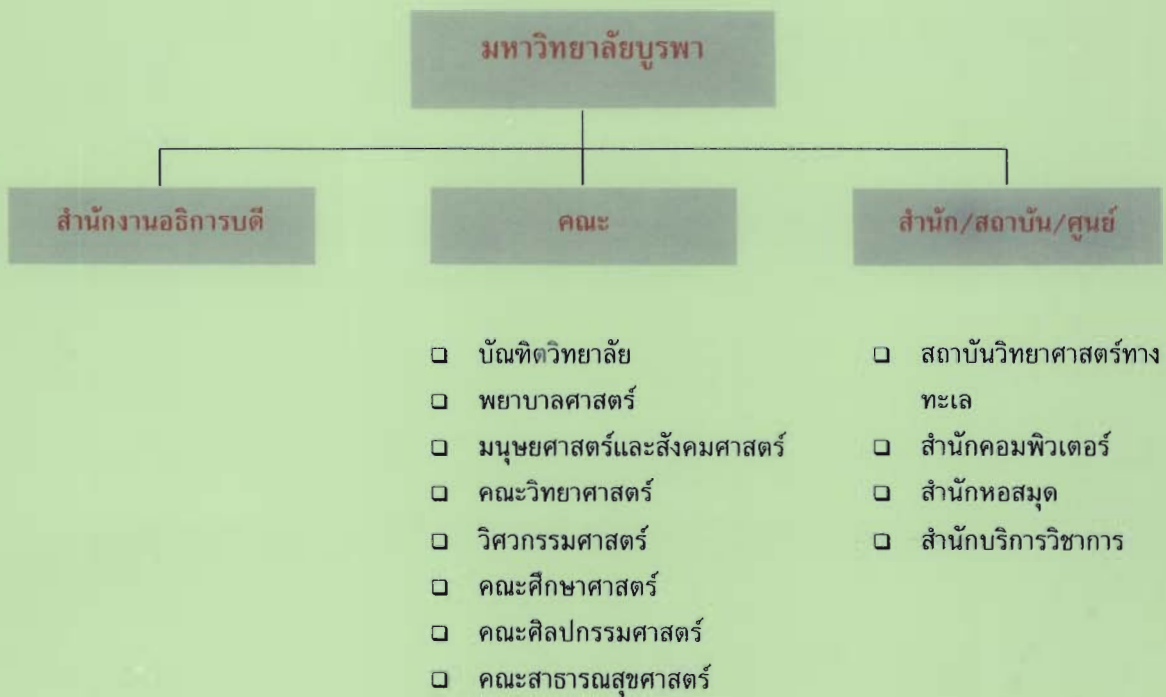 มหาวิทยาลัยบูรพา
สำนักงานอธิการบดี
คณะ
สำนัก/สถาบัน/ศูนย์
บัณฑิตวิทยาลัย
พยาบาลศาสตร์
มนุษยศาสตร์และสังคมศาสตร์
คณะวิทยาศาสตร์
วิศวกรรมศาสตร์
คณะศึกษาศาสตร์
คณะศิลปกรรมศาสตร์
คณะสาธารณสุขศาสตร์
สถาบันวิทยาศาสตร์ทาง
ทะเล
สำนักคอมพิวเตอร์
สำนักหอสมุด
สำนักบริการวิชาการ